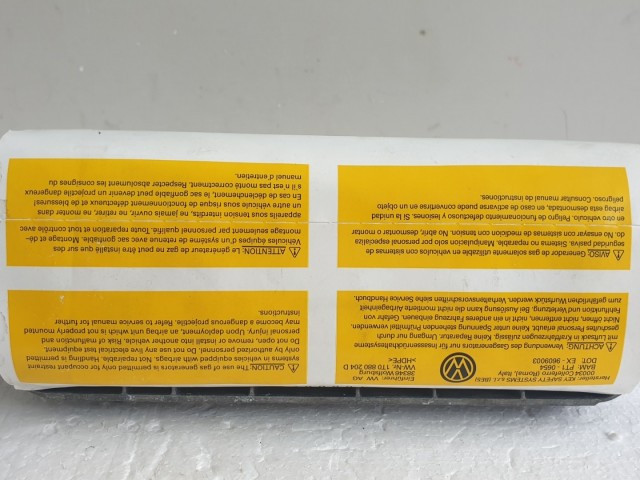 Hersteller: KEY SAFETY SYSTEMS s.r.l. (BES)
00034 Colleferro (Roma), Italy
BAM: PT1- 0654
DOT: EX- 9609003
Einführer: VW AG
38346 Wolfsburg
VW-Nr.: 1T0 880 204 D
>HDPE<
ACHTUNG: Verwendung des Gasgenerators nur für Insassenrückhaltesysteme
mit Luftsack in Kraftfahrzeugen zulässig. Keine Reparatur. Umgang nur durch
geschultes Personal erlaubt. Keine unter Spannung stehenden Prüfmittel verwenden.
Nicht öffnen, nicht entfernen, nicht in ein anderes Fahrzeug einbauen. Gefahr von
Fehlfunktion und Verletzung. Bei Auslösung kann die nicht montierte Airbageinheit
zum gefährlichen Wurfstück werden. Verhaltensvorschriften siehe Service Handbuch.
CAUTION: The use of gas generators is permitted only for occupant restraint
systems in vehicles equipped with airbags. Not repairable. Handling is permitted
only by authorized personnel. Do not use any live electrical test equipment.
Do not open, remove or install into another vehicle. Risk of malfunction and
personal injury. Upon deployment, an airbag unit which is not properly mounted
may become a dangerous projectile. Refer to service manual for further
instructions.
AVISO: Generador de gas solamente utilizable en vehículos con sistemas de
seguridad pasiva. Sistema no reparable. Manipulacion solo por personal especializa
do. No ensayar con sistemas de medición con tensión. No abrir, desmontar o montar
en otro vehículo. Peligro de funcionamiento defectuoso y lesiones. Si la unidad
airbag está desmontada, en caso de activarse puede convertirse en un objeto
peligroso. Consultar manual de instrucciones.
ATTENTION: Le générateur de gaz ne peut être installé que sur des
véhicules équipés d'un système de retenue avec sac gonflable. Montage et dé-
montage seulement par personnel qualifié. Toute réparation et tout contrôle avec
appareils sous tension interdits, ne jamais ouvrir, ne retirer, ne monter dans
un autre véhicule sous risque de fonctionnement défectueux et de blessures!
En cas de déclenchement, le sac gonflable peut devenir un projectile dangereux
s'il n'est pas monté correctement. Respectez absolument les consignes du
manuel d'entretien.